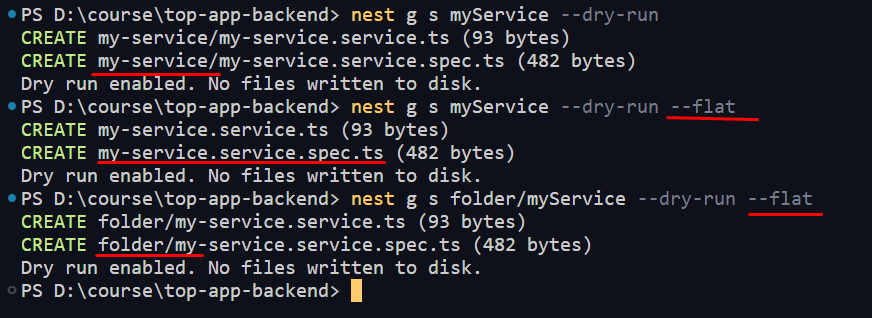 PS D:\course\top-app-backend> nest g s myService --dry-run
CREATE my-service/my-service.service.ts (93 bytes)
CREATE my-service/my-service.service.spec.ts (482 bytes)
Dry run enabled. No files written to disk.
PS D:\course\top-app-backend> nest g s myService --dry-run --flat
CREATE my-service.service.ts (93 bytes)
CREATE my-service.service.spec.ts (482 bytes)
Dry run enabled. No files written to disk.
PS D:\course\top-app-backend> nest g s folder/myService --dry-run --flat
CREATE folder/my-service.service.ts (93 bytes)
CREATE folder/my-service.service.spec.ts (482 bytes)
Dry run enabled. No files written to disk.
PS D:\course\top-app-backend>